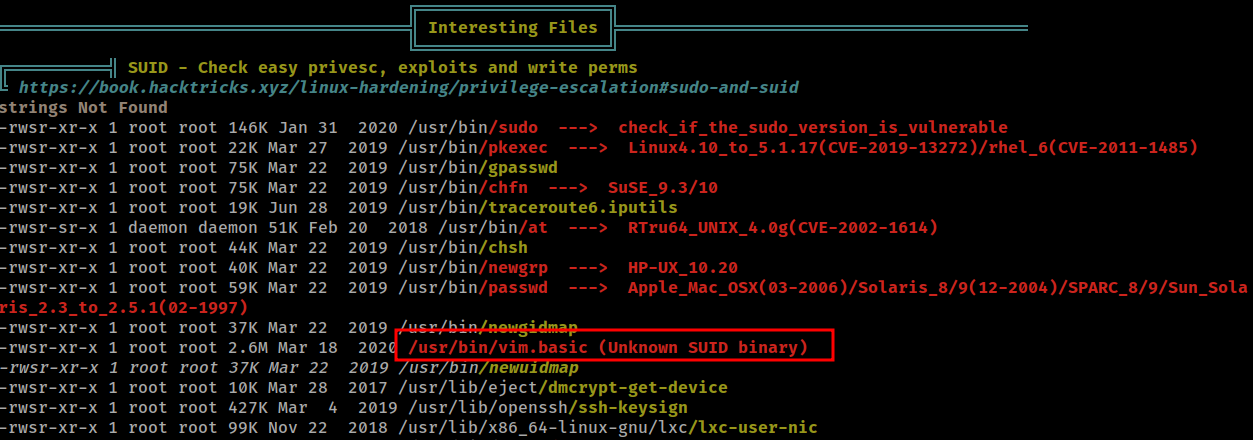 Interesting Files
SUID - Check easy privesc, exploits and write perms
https://book.hacktricks.xyz/linux-hardening/privilege-escalation#sudo-and-suid
strings Not Found
-rwsr-xr-x 1 root root 146K Jan 31  2020 /usr/bin/sudo  --->  check_if_the_sudo_version_is_vulnerable
-rwsr-xr-x 1 root root 22K Mar 27  2019 /usr/bin/pkexec  --->  Linux4.10_to_5.1.17(CVE-2019-13272)/rhel_6(CVE-2011-1485)
-rwsr-xr-x 1 root root 75K Mar 22  2019 /usr/bin/gpasswd
-rwsr-xr-x 1 root root 75K Mar 22  2019 /usr/bin/chfn  --->  SuSE_9.3/10
-rwsr-xr-x 1 root root 19K Jun 28  2019 /usr/bin/traceroute6.iputils
-rwsr-sr-x 1 daemon daemon 51K Feb 20  2018 /usr/bin/at  --->  RTru64_UNIX_4.0g(CVE-2002-1614)
-rwsr-xr-x 1 root root 44K Mar 22  2019 /usr/bin/chsh
-rwsr-xr-x 1 root root 40K Mar 22  2019 /usr/bin/newgrp  --->  HP-UX_10.20
-rwsr-xr-x 1 root root 59K Mar 22  2019 /usr/bin/passwd  --->  Apple_Mac_OSX(03-2006)/Solaris_8/9(12-2004)/SPARC_8/9/Sun_Sola
ris_2.3_to_2.5.1(02-1997)
-rwsr-xr-x 1 root root 37K Mar 22  2019 /usr/bin/newgidmap
-rwsr-xr-x 1 root root 2.6M Mar 18  2020 /usr/bin/vim.basic (Unknown SUID binary)
-rwsr-xr-x 1 root root 37K Mar 22  2019 /usr/bin/newuidmap
-rwsr-xr-x 1 root root 10K Mar 28  2017 /usr/lib/eject/dmcrypt-get-device
-rwsr-xr-x 1 root root 427K Mar  4  2019 /usr/lib/openssh/ssh-keysign
-rwsr-xr-x 1 root root 99K Nov 22  2018 /usr/lib/x86_64-linux-gnu/lxc/lxc-user-nic